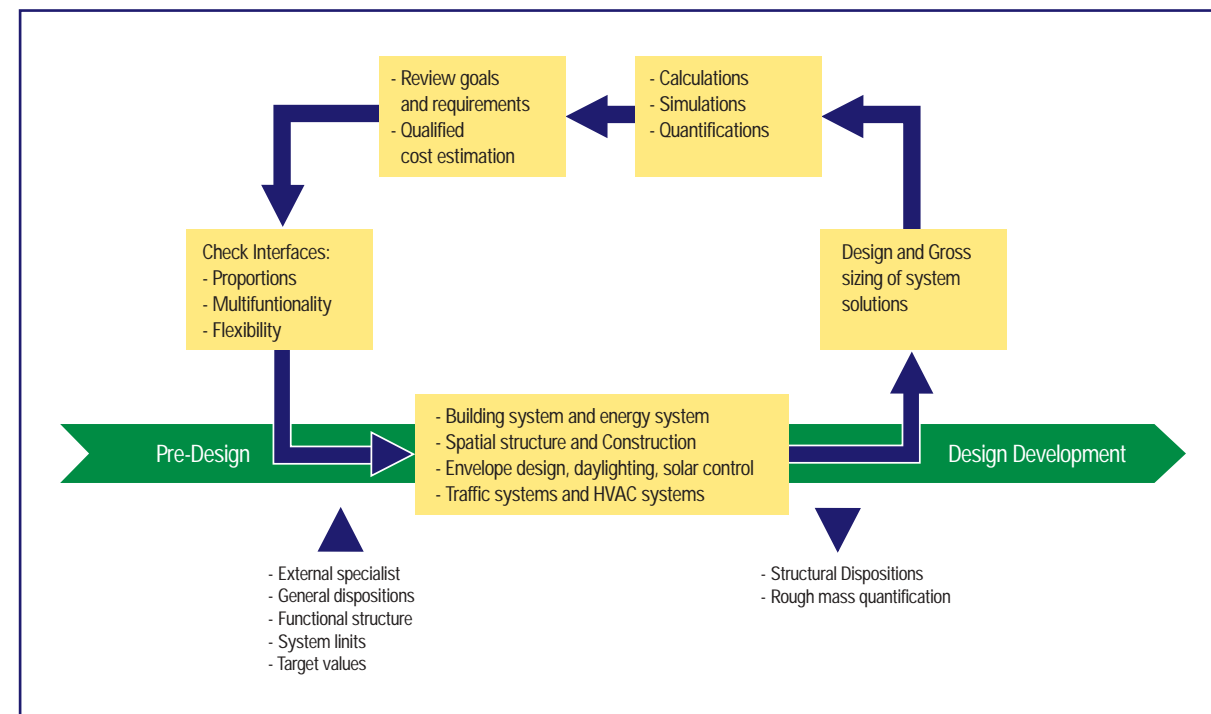 - Review goals
and requirements
- Qualified
cost estimation
- Calculations
- Simulations
- Quantifications
Check Interfaces:
- Proportions
- Multifuntionality
- Flexibility
Design and Gross
sizing of system
solutions
Pre-Design
- Building system and energy system
- Spatial structure and Construction
- Envelope design, daylighting, solar control
- Traffic systems and HVAC systems
Design Development
- External specialist
- General dispositions
- Functional structure
- System linits
- Target values
- Structural Dispositions
- Rough mass quantification